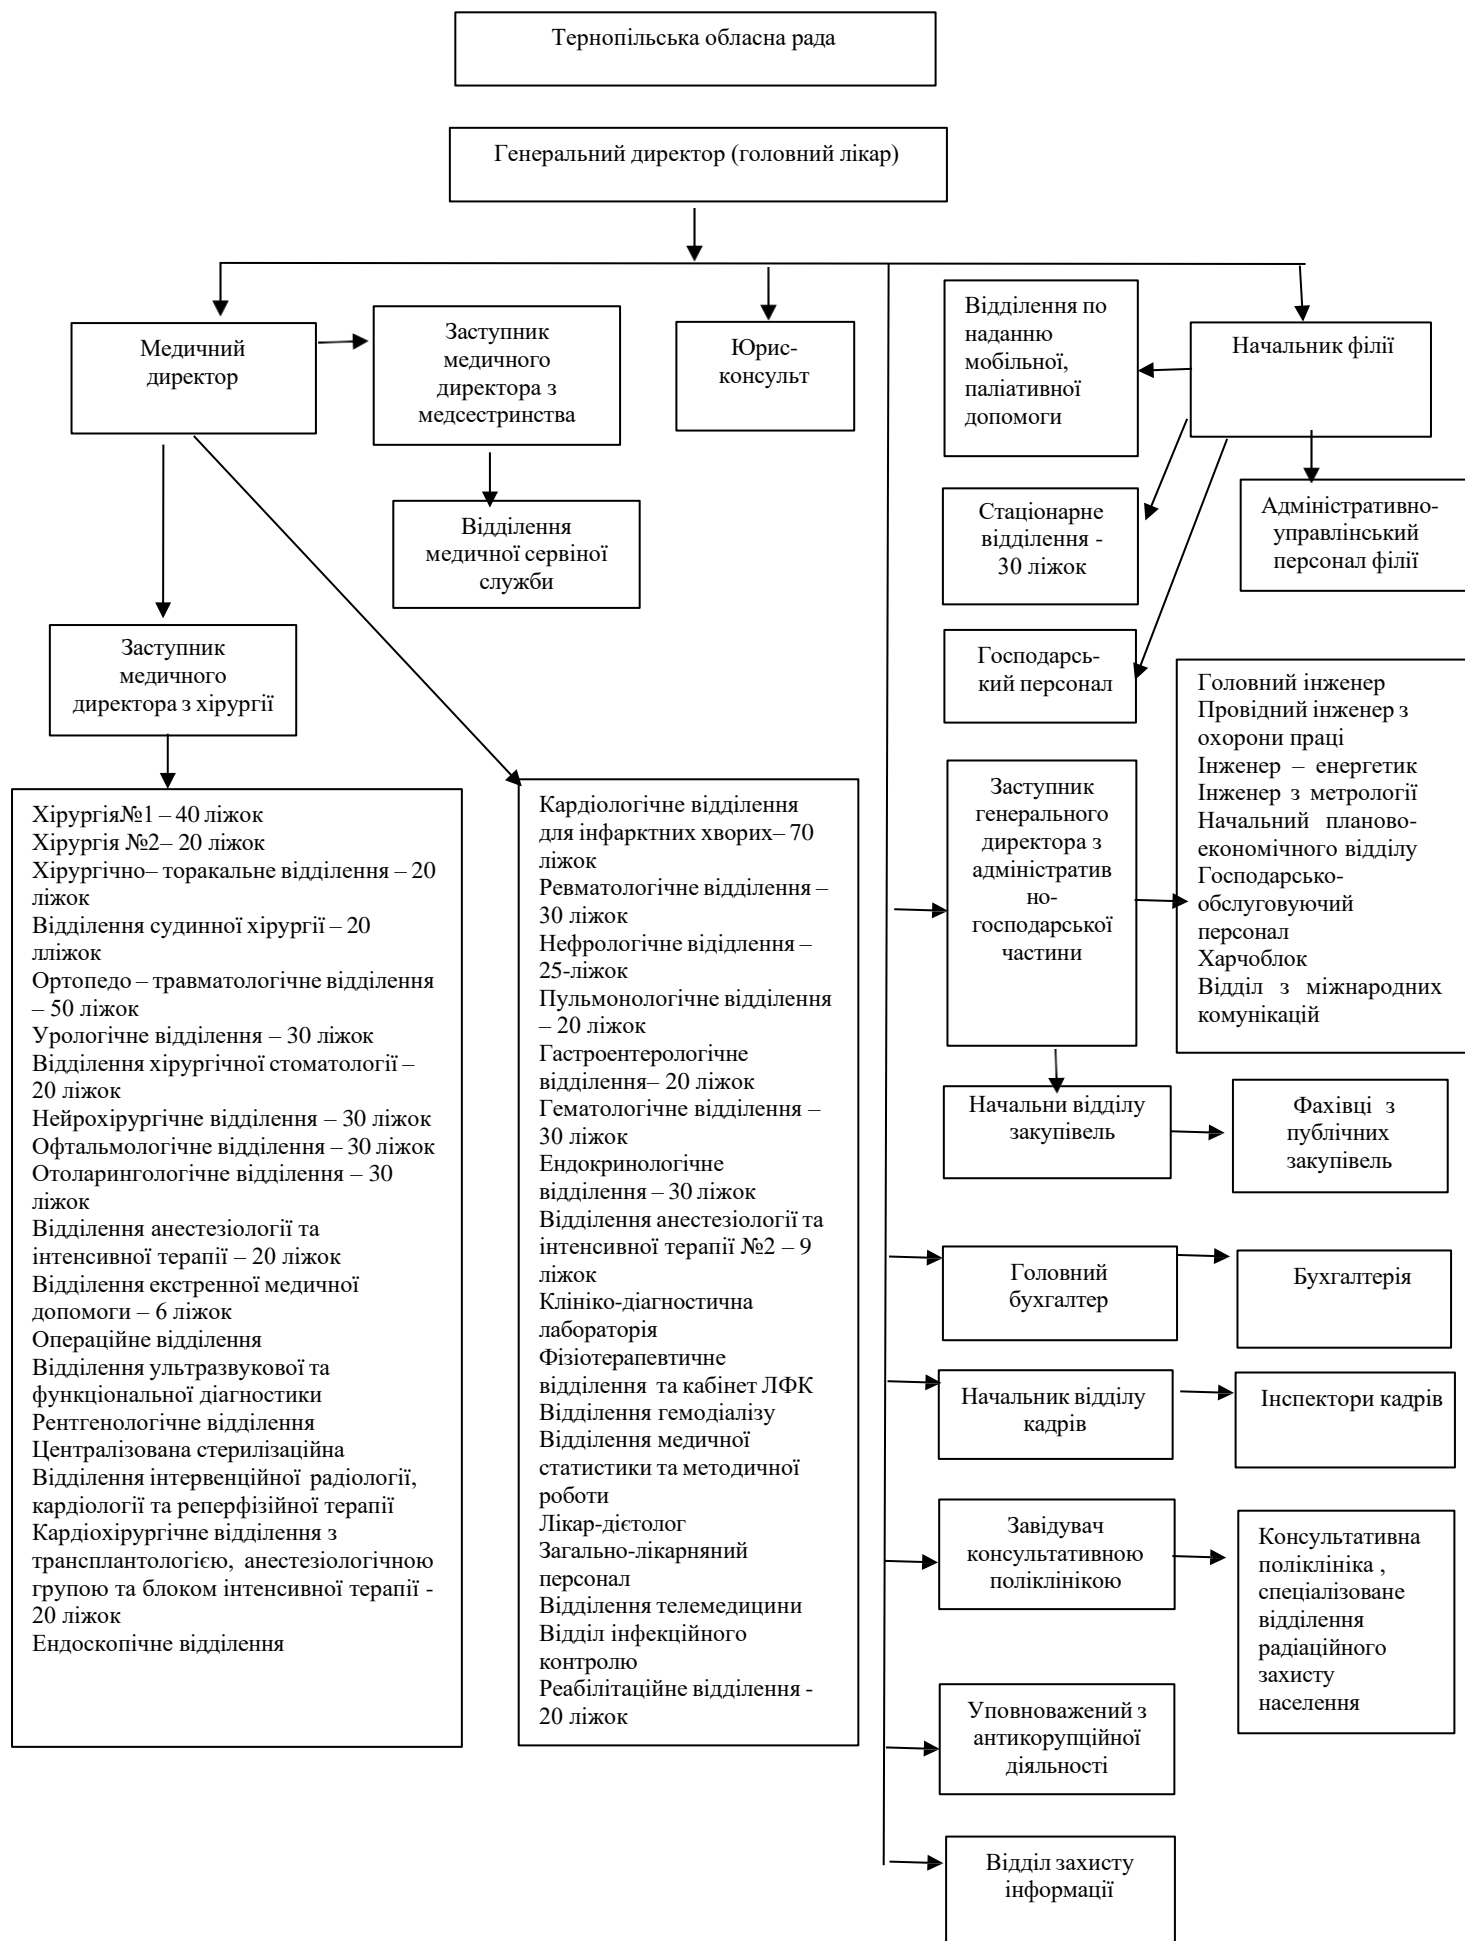 Тернопільська обласна рада
Генеральний директор (головний лікар)
Медичний
директор
Заступник
медичного
директора з
медсестринства
Юрис-
консульт
Відділення по
наданню
мобільної,
паліативної
допомоги
Начальник філії
Відділення
медичної сервіної
служби
Стаціонарне
відділення -
30 ліжок
Адміністративно-
управлінський
персонал філії
Заступник
медичного
директора з хірургії
Господарсь-
кий персонал
Головний інженер
Провідний інженер з
охорони праці
Інженер – енергетик
Інженер з метрології
Начальний планово-
економічного відділу
Господарсько-
обслуговуючий
персонал
Харчоблок
Відділ з міжнародних
комунікацій
Заступник
генерального
директора з
адміністратив
но-
господарської
частини
Хірургія№1 – 40 ліжок
Хірургія №2– 20 ліжок
Хірургічно– торакальне відділення – 20
ліжок
Відділення судинної хірургії – 20
лліжок
Ортопедо – травматологічне відділення
– 50 ліжок
Урологічне відділення – 30 ліжок
Відділення хірургічної стоматології –
20 ліжок
Нейрохірургічне відділення – 30 ліжок
Офтальмологічне відділення – 30 ліжок
Отоларингологічне відділення – 30
ліжок
Відділення анестезіології та
інтенсивної терапії – 20 ліжок
Відділення екстренної медичної
допомоги – 6 ліжок
Операційне відділення
Відділення ультразвукової та
функціональної діагностики
Рентгенологічне відділення
Централізована стерилізаційна
Відділення інтервенційної радіології,
кардіології та реперфізійної терапії
Кардіохірургічне відділення з
трансплантологією, анестезіологічною
групою та блоком інтенсивної терапії -
20 ліжок
Ендоскопічне відділення
Кардіологічне відділення
для інфарктних хворих– 70
ліжок
Ревматологічне відділення –
30 ліжок
Нефрологічне віділення –
25-ліжок
Пульмонологічне відділення
– 20 ліжок
Гастроентерологічне
відділення– 20 ліжок
Гематологічне відділення –
30 ліжок
Ендокринологічне
відділення – 30 ліжок
Відділення анестезіології та
інтенсивної терапії №2 – 9
ліжок
Клініко-діагностична
лабораторія
Фізіотерапевтичне
відділення та кабінет ЛФК
Відділення гемодіалізу
Відділення медичної
статистики та методичної
роботи
Лікар-дієтолог
Загально-лікарняний
персонал
Відділення телемедицини
Відділ інфекційного
контролю
Реабілітаційне відділення -
20 ліжок
Начальни відділу
закупівель
Фахівці з
публічних
закупівель
Головний
бухгалтер
Бухгалтерія
Начальник відділу
кадрів
Інспектори кадрів
Завідувач
консультативною
поліклінікою
Консультативна
поліклініка ,
спеціалізоване
відділення
радіаційного
захисту
населення
Уповноважений з
антикорупційної
діяльності
Відділ захисту
інформації